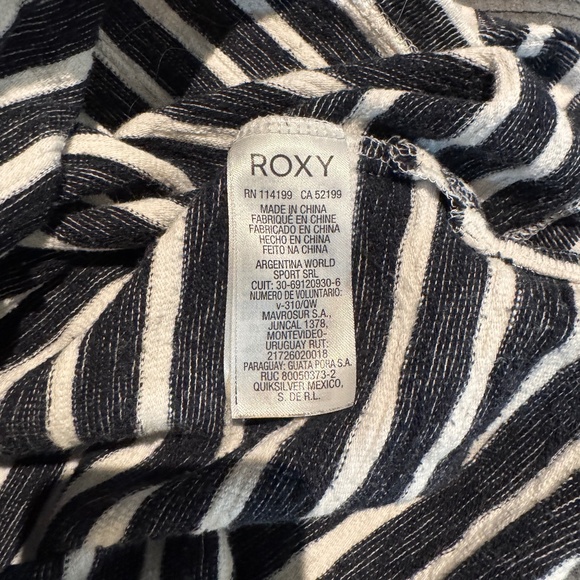 ROXY
RN 114199 CA 52199
MADE IN CHINA
FABRIQUÉ EN CHINE
FABRICADO EN CHINA
HECHO EN CHINA
FEITO NA CHINA
ARGENTINA WORLD
SPORT SRL
CUIT: 30-69120930-6
NUMERO DE VOLUNTARIO:
v-310/QW
MAVROSUR S.A.,
JUNCAL 1378,
MONTEVIDEO-
URUGUAY RUT:
217260020018
PARAGUAY: GUATA PORA S.A.
RUC 80050373-2
QUIKSILVER MEXICO,
S. DE R.L.